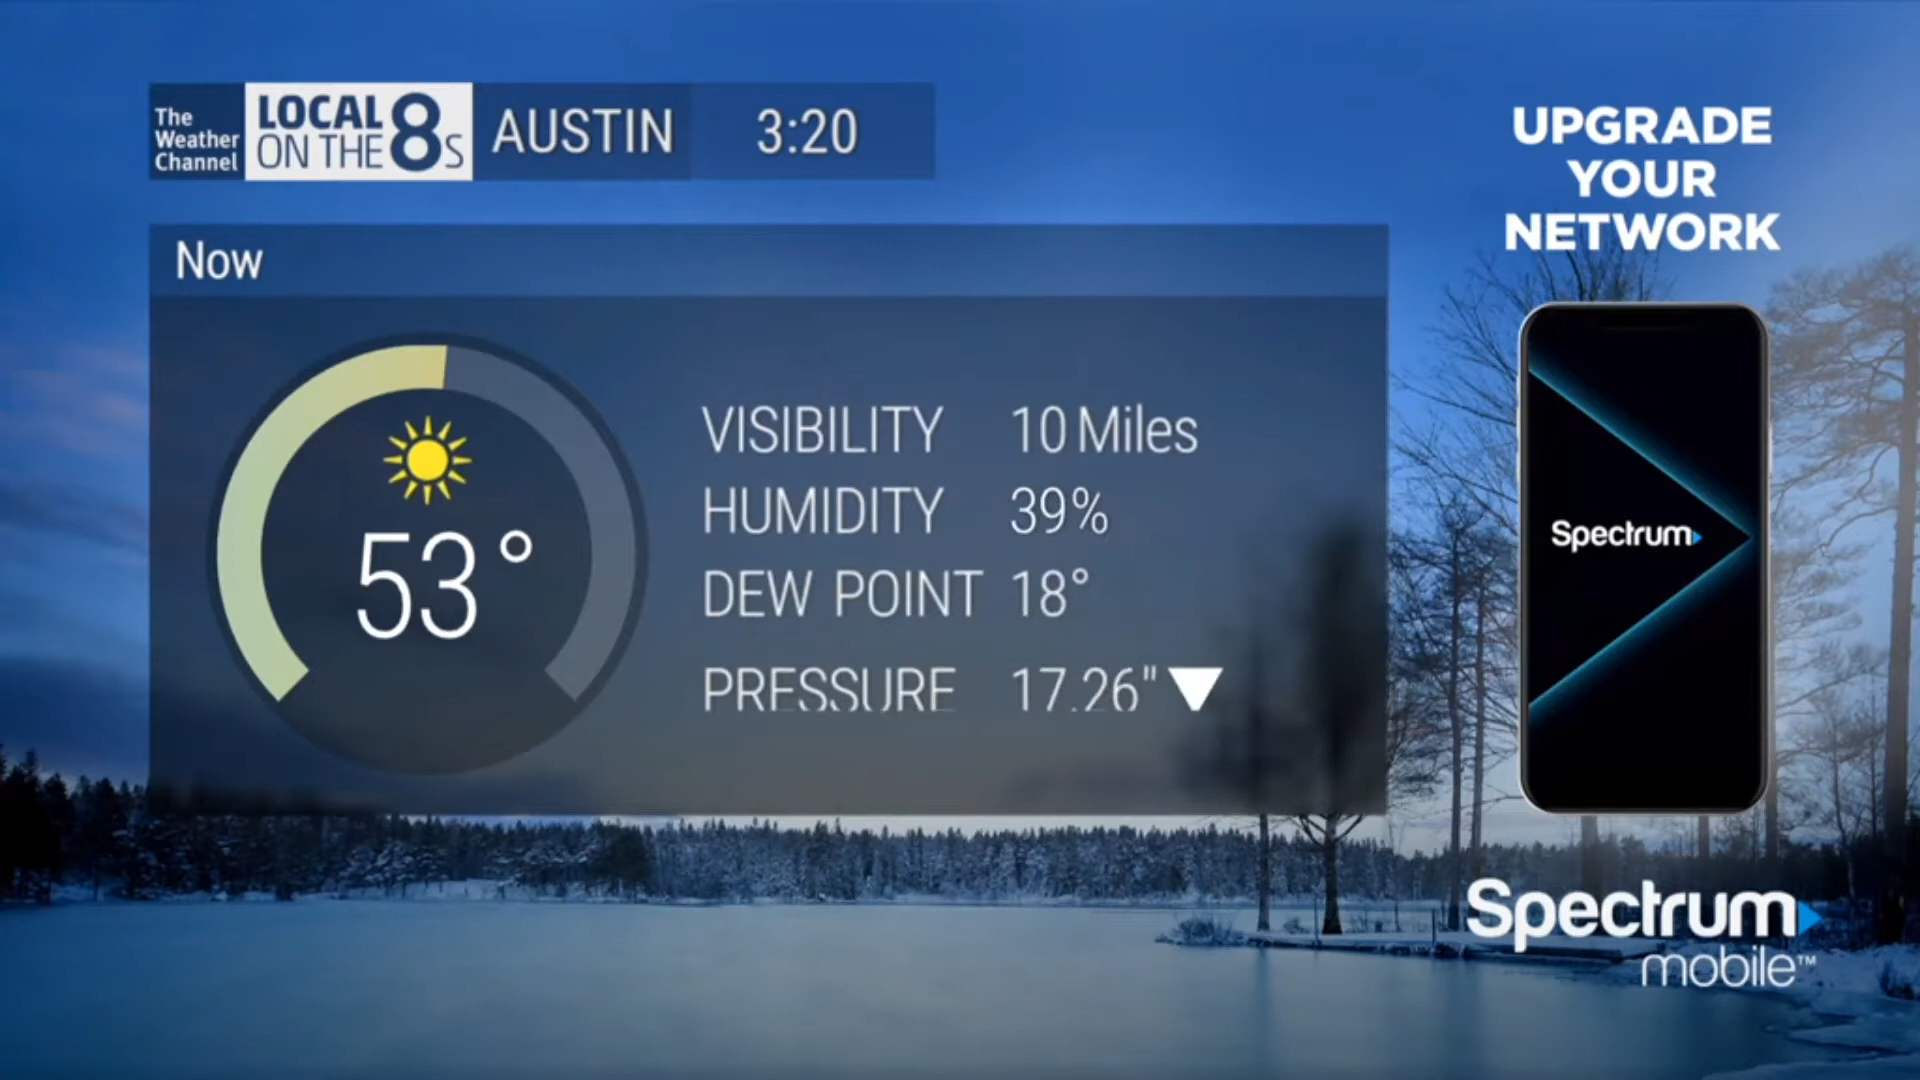 The
Weather
Channel
LOCAL
ON THE 8s
AUSTIN
3:20
UPGRADE
YOUR
NETWORK
Now
53°
VISIBILITY 10 Miles
HUMIDITY 39%
DEW POINT 18°
PRESSURE 17.26"
Spectrum
Spectrum
mobile™